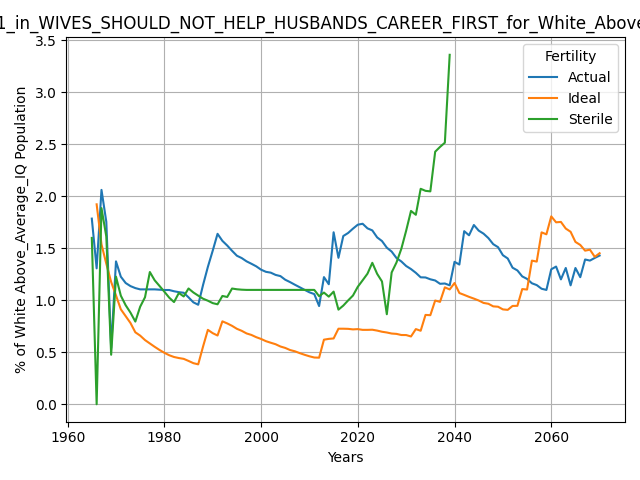 1_in_WIVES_SHOULD_NOT_HELP_HUSBANDS_CAREER_FIRST_for_White_Above
3.5
3.0
2.5
2.0
1.5
1.0
0.5
0.0
% of White Above_Average_IQ Population
Fertility
Actual
Ideal
Sterile
1960
1980
2000
2020
2040
2060
Years